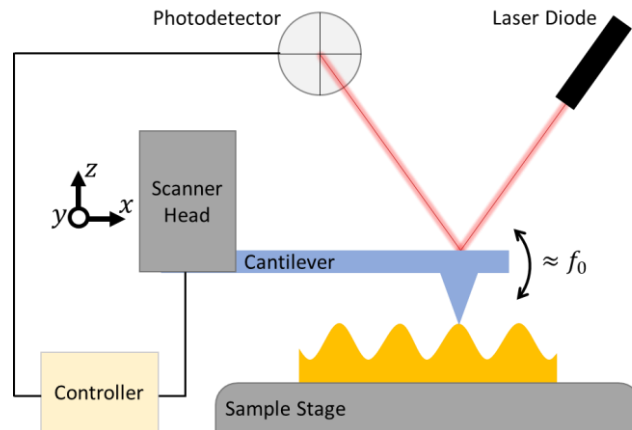 Photodetector
Laser Diode
Scanner
Head
z
y
x
Cantilever
≈ f₀
Controller
Sample Stage